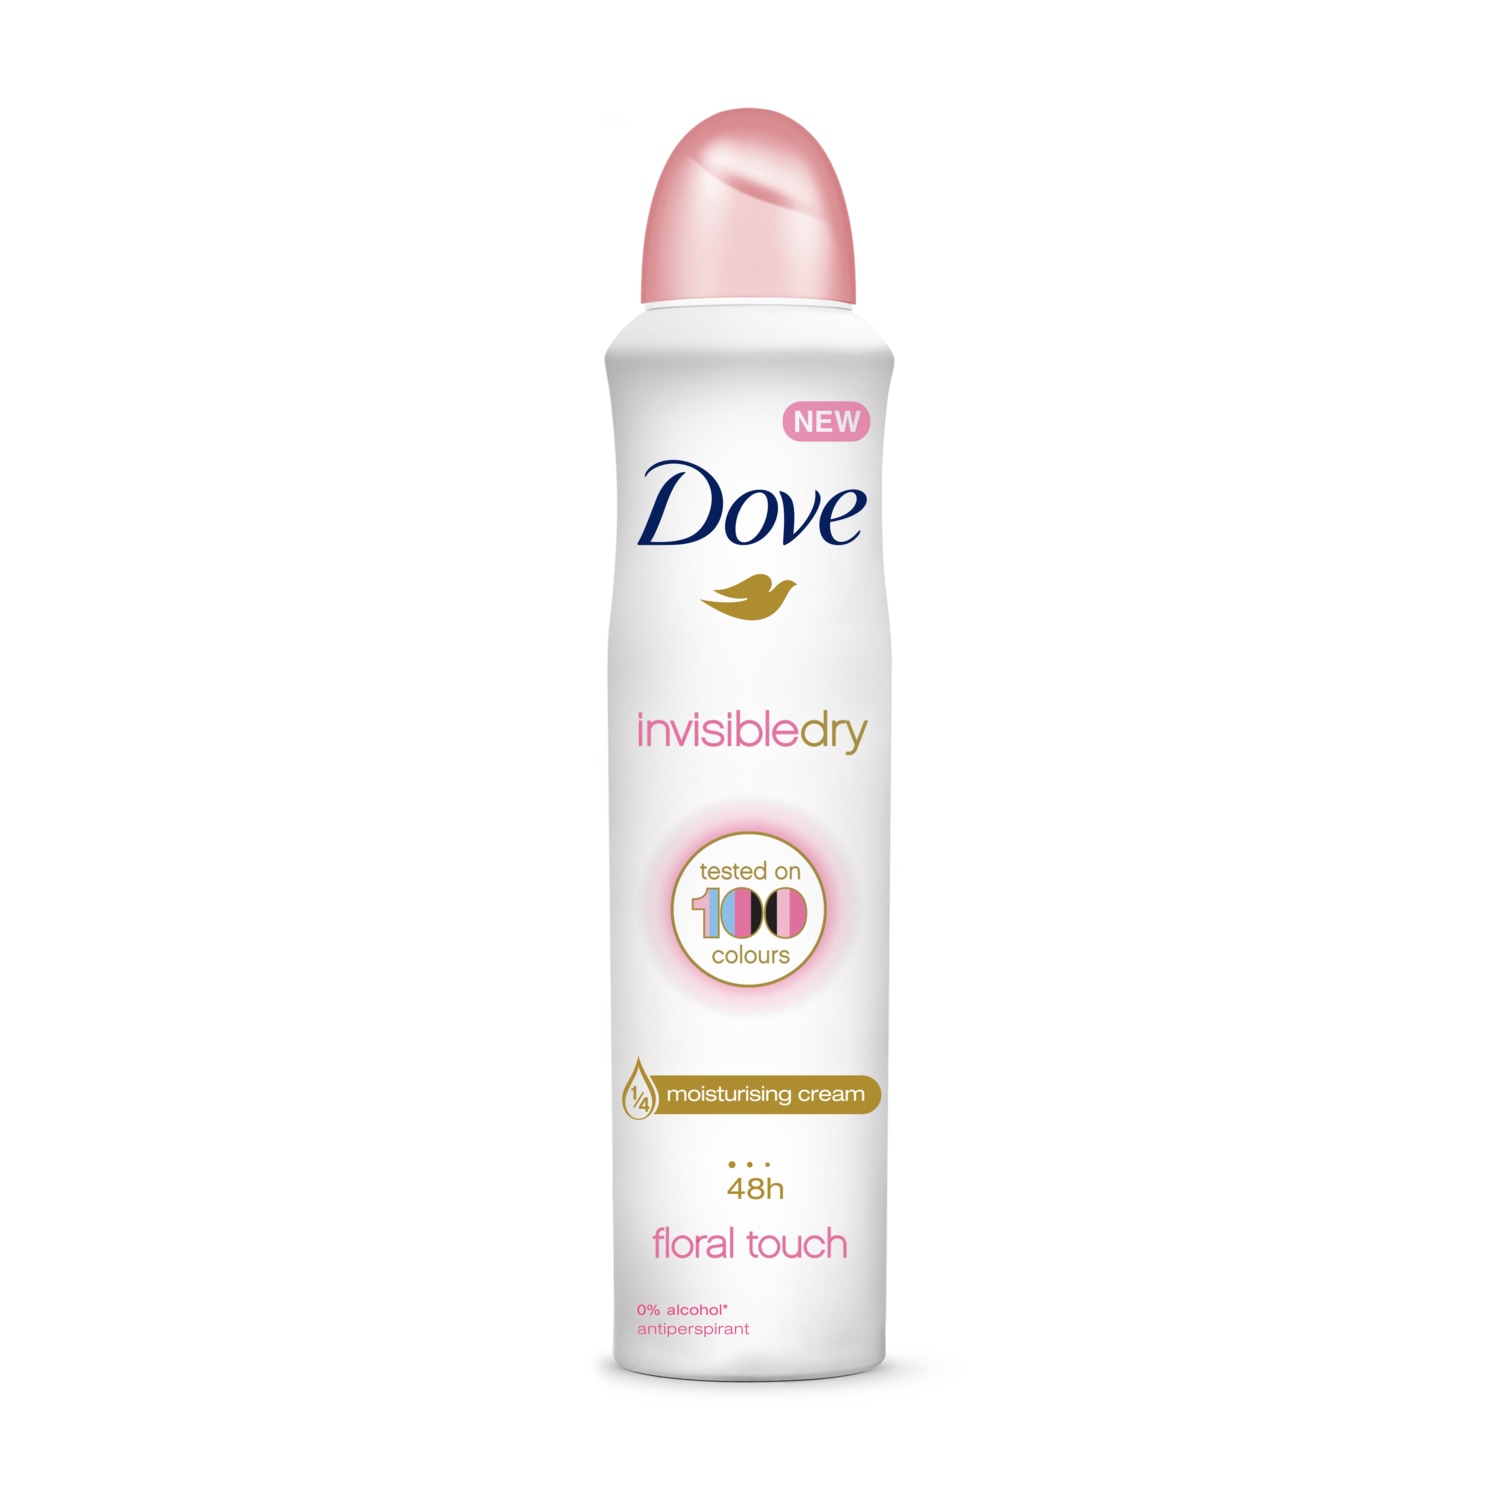 NEW
Dove
invisibledry
tested on
100
colours
1/4 moisturising cream
48h
floral touch
0% alcohol*
antiperspirant